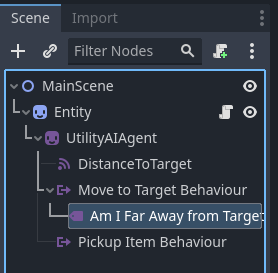 Scene
Import
Filter Nodes
MainScene
Entity
UtilityAIAgent
DistanceToTarget
Move to Target Behaviour
Am I Far Away from Target
Pickup Item Behaviour